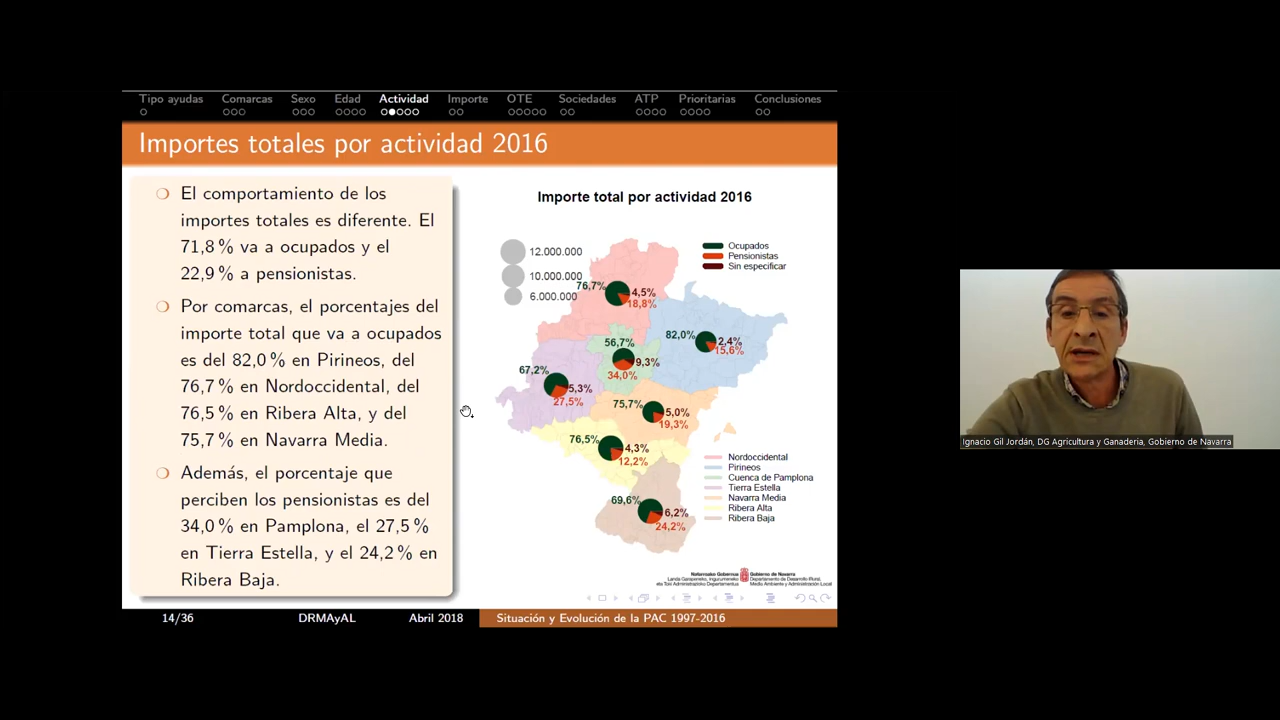 Tipo ayudas Comarcas Sexo Edad Actividad Importe OTE Sociedades ATP Prioritarias Conclusiones
Importes totales por actividad 2016
El comportamiento de los
importes totales es diferente. El
71,8 % va a ocupados y el
22,9 % a pensionistas.
Por comarcas, el porcentajes del
importe total que va a ocupados
es del 82,0 % en Pirineos, del
76,7 % en Nordoccidental, del
76,5 % en Ribera Alta, y del
75,7 % en Navarra Media.
Además, el porcentaje que
perciben los pensionistas es del
34,0 % en Pamplona, el 27,5 %
en Tierra Estella, y el 24,2 % en
Ribera Baja.
Importe total por actividad 2016
12.000.000
10.000.000
6.000.000
Ocupados
Pensionistas
Sin especificar
76,7%
4,5%
18,8%
82,0%
2,4%
15,6%
56,7%
9,3%
34,0%
67,2%
5,3%
27,5%
75,7%
5,0%
19,3%
76,5%
4,3%
12,2%
69,6%
6,2%
24,2%
Nordoccidental
Pirineos
Cuenca de Pamplona
Tierra Estella
Navarra Media
Ribera Alta
Ribera Baja
Nafarroako Gobernua
Landa Garapeneko, Ingurumeneko
eta Toki Administrazioko Departamentua
Gobierno de Navarra
Departamento de Desarrollo Rural,
Medio Ambiente y Administración Local
14/36 DRMAyAL Abril 2018 Situación y Evolución de la PAC 1997-2016
Ignacio Gil Jordán, DG Agricultura y Ganadería, Gobierno de Navarra